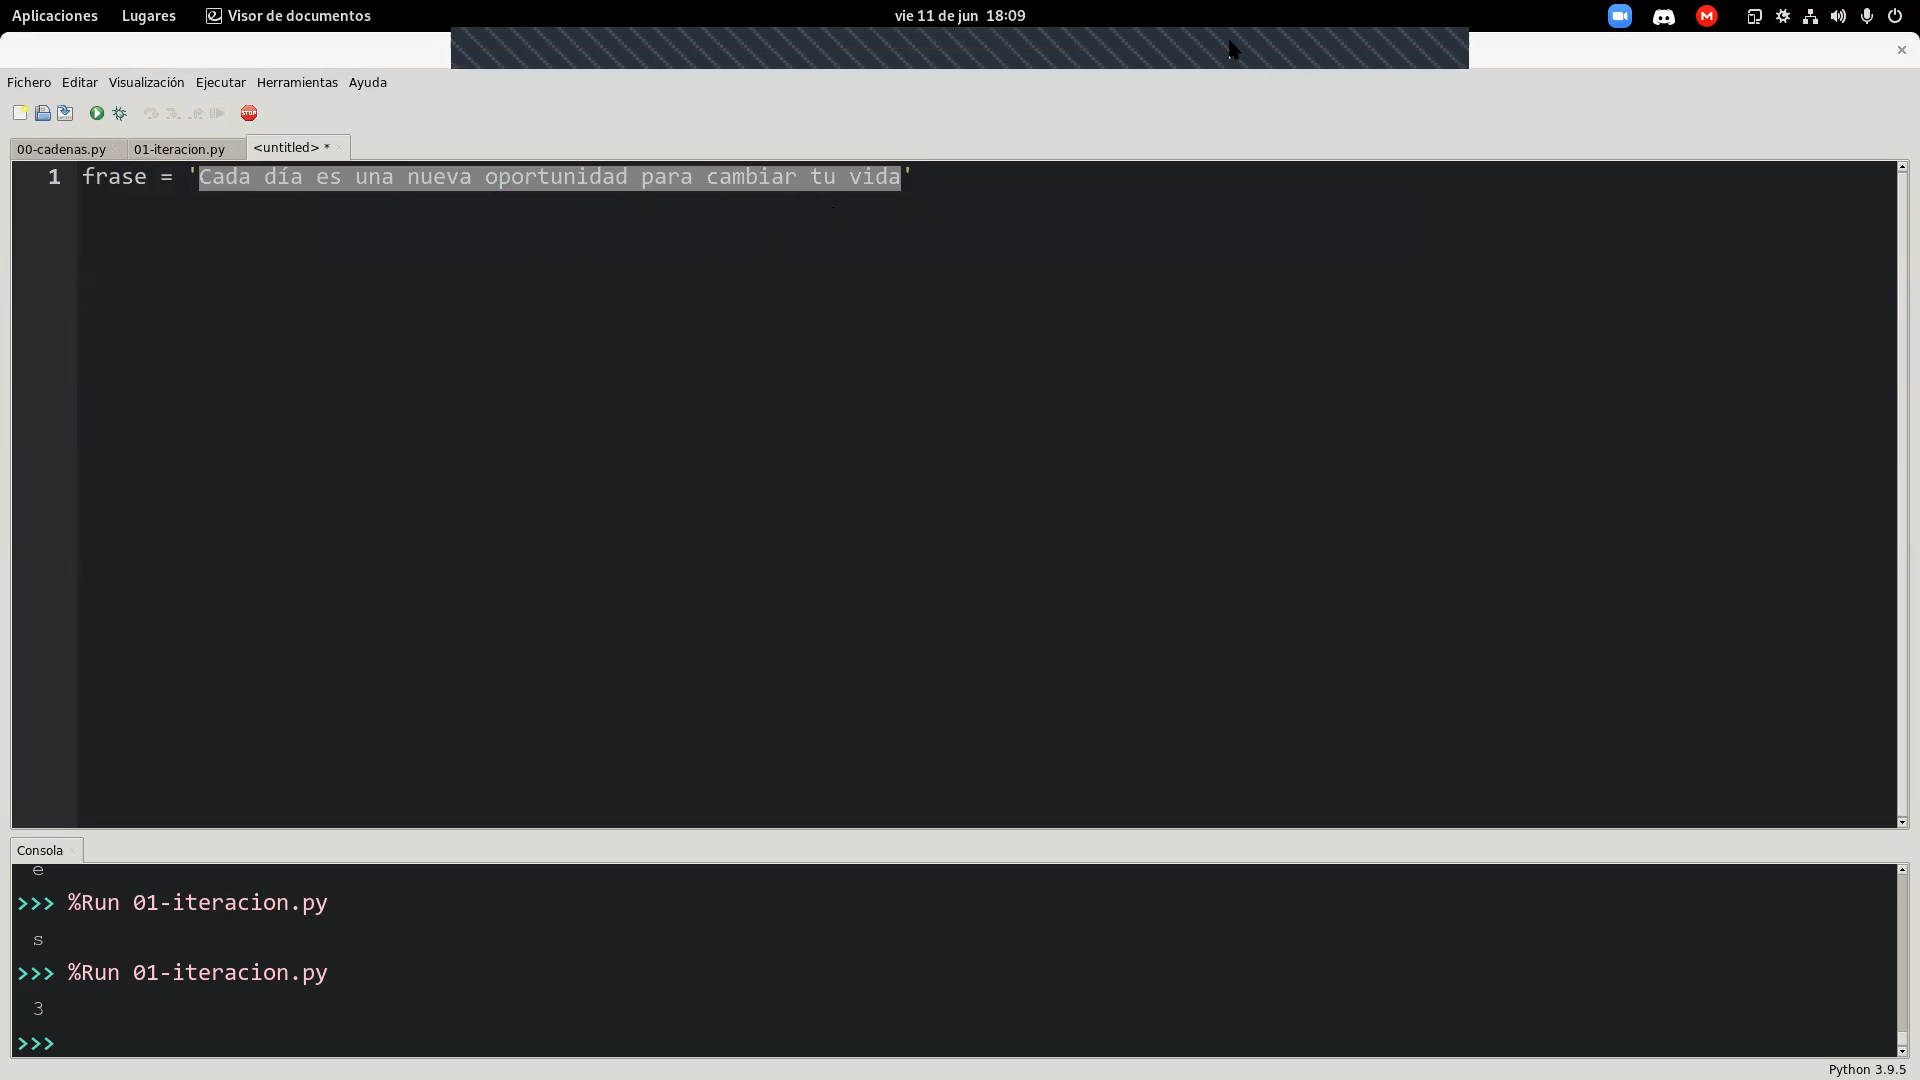 Aplicaciones Lugares Visor de documentos vie 11 de jun 18:09
Fichero Editar Visualización Ejecutar Herramientas Ayuda
STOP
00-cadenas.py 01-iteracion.py <untitled> *
1 frase = 'Cada día es una nueva oportunidad para cambiar tu vida'
Consola
e
>>> %Run 01-iteracion.py
s
>>> %Run 01-iteracion.py
3
>>>
Python 3.9.5